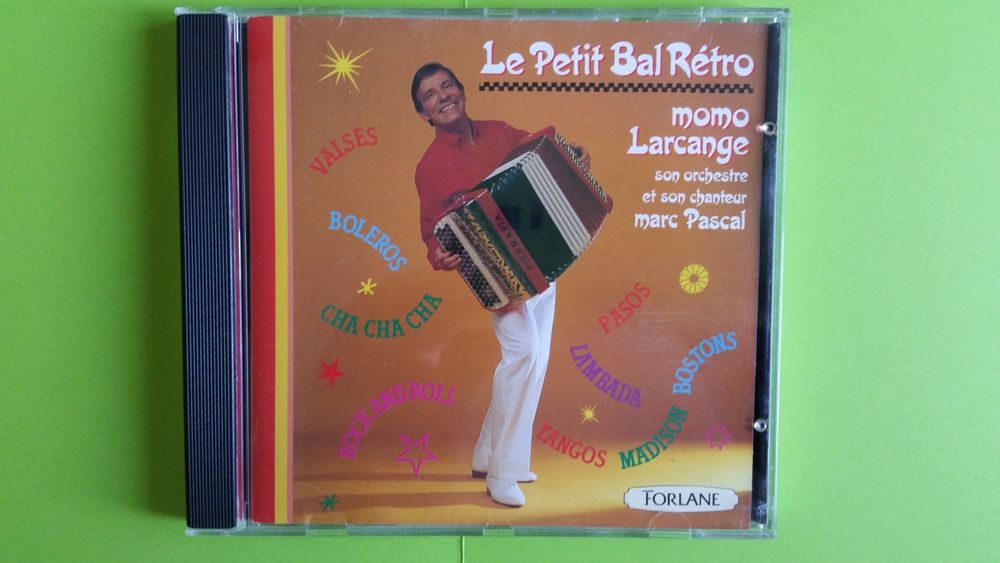 Le Petit Bal Rétro
momo
Larcange
son orchestre
et son chanteur
marc Pascal
VALSES
BOLEROS
CHA CHA CHA
ROCK AND ROLL
PIERMARIA
PASOS
LAMBADA
BOSTONS
TANGOS
MADISON
FORLANE